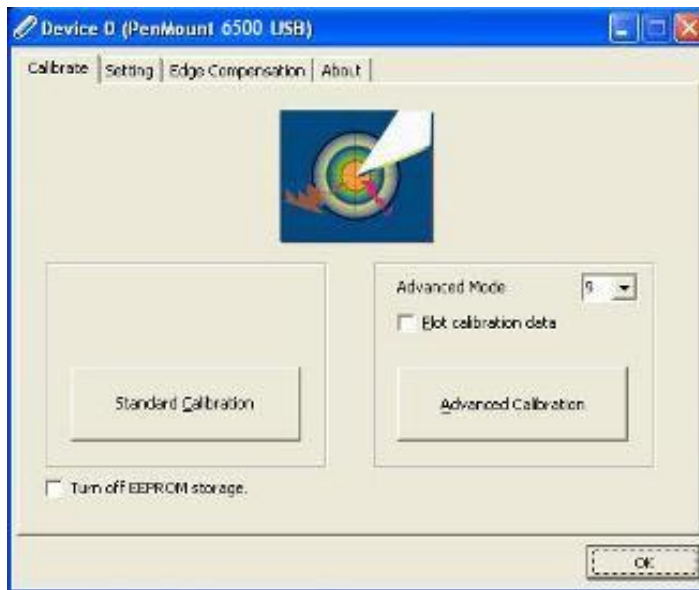 Device 0 (PenMount 6500 USB)
Calibrate Setting Edge Compensation About
Advanced Mode 9
Plot calibration data
Standard Calibration Advanced Calibration
Turn off EEPROM storage.
OK